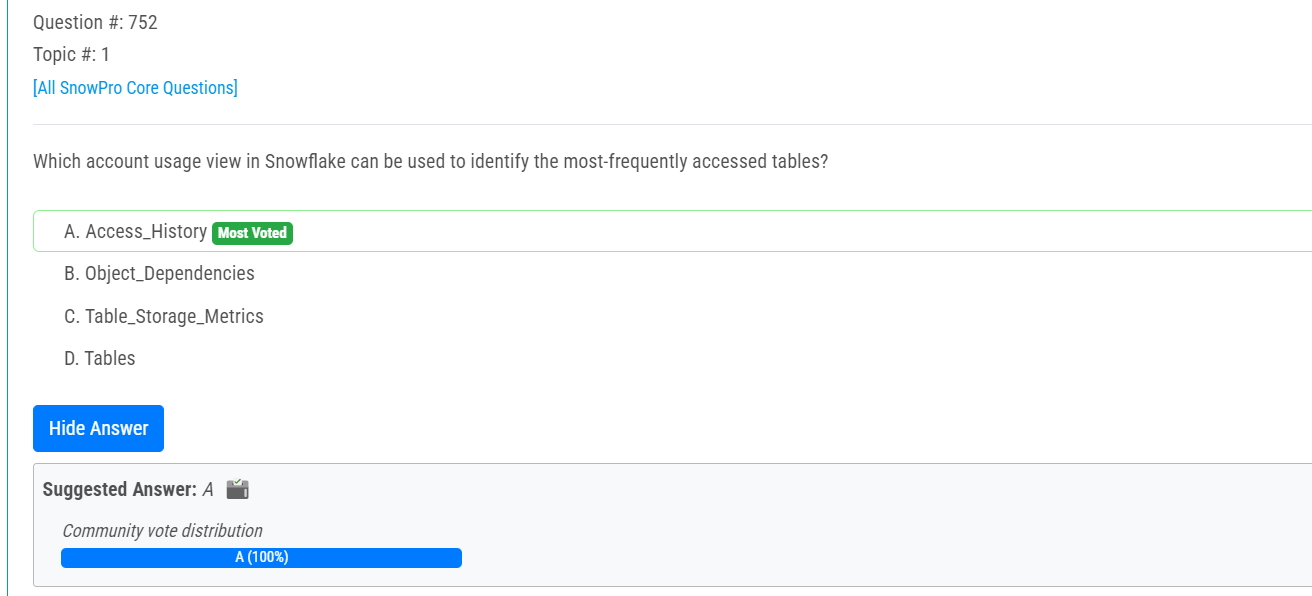 Question #: 752
Topic #: 1
[All SnowPro Core Questions]
Which account usage view in Snowflake can be used to identify the most-frequently accessed tables?
A. Access_History Most Voted
B. Object_Dependencies
C. Table_Storage_Metrics
D. Tables
Hide Answer
Suggested Answer: A
Community vote distribution
A (100%)